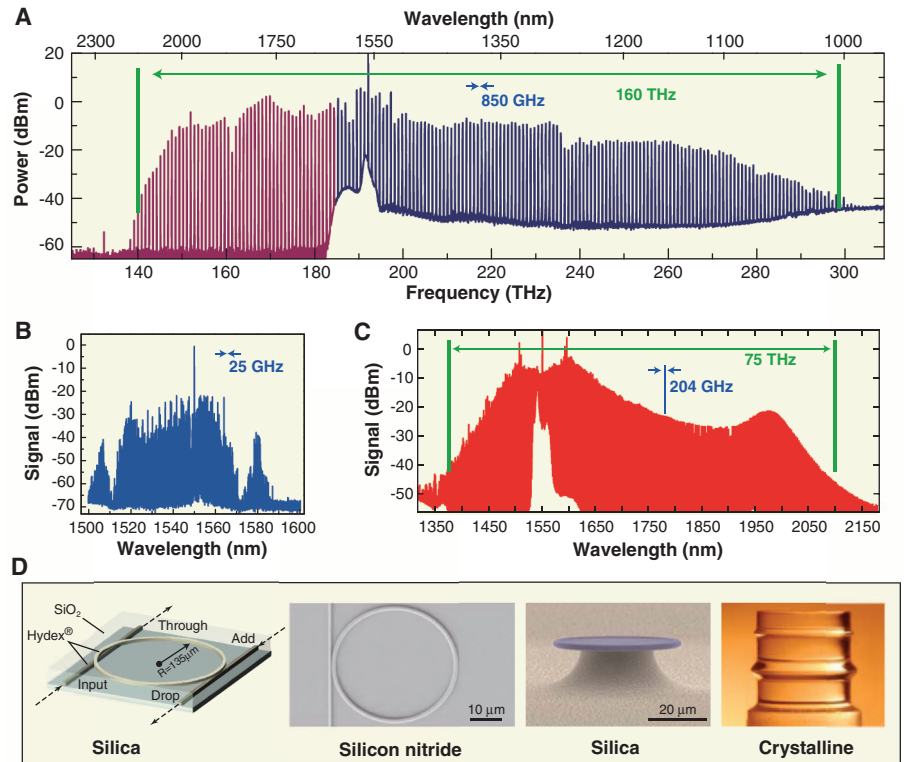 A
Wavelength (nm)
2300 2000 1750 1550 1350 1200 1100 1000
20
0
-20
-40
-60
Power (dBm)
850 GHz
160 THz
140 160 180 200 220 240 260 280 300
Frequency (THz)
B
0
-10
-20
-30
-40
-50
-60
-70
Signal (dBm)
25 GHz
1500 1520 1540 1560 1580 1600
Wavelength (nm)
C
0
-10
-20
-30
-40
-50
Signal (dBm)
75 THz
204 GHz
1350 1450 1550 1650 1750 1850 1950 2050 2150
Wavelength (nm)
D
SiO2
Hydex®
Through
Add
R=135μm
Input
Drop
Silica
10 μm
Silicon nitride
20 μm
Silica
Crystalline